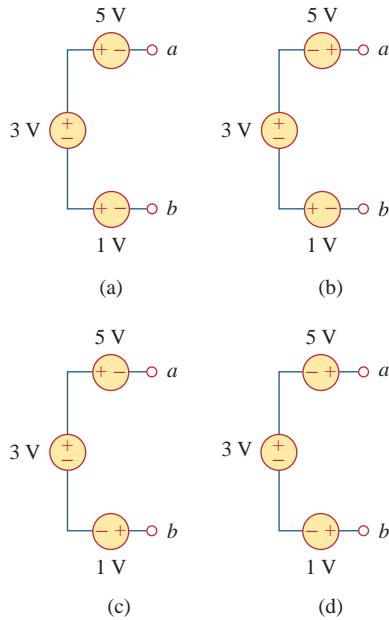 5 V 5 V
+ − a − + a
3 V + − 3 V + −
+ − b + − b
1 V 1 V
(a) (b)
5 V 5 V
+ − a − + a
3 V + − 3 V + −
− + b − + b
1 V 1 V
(c) (d)